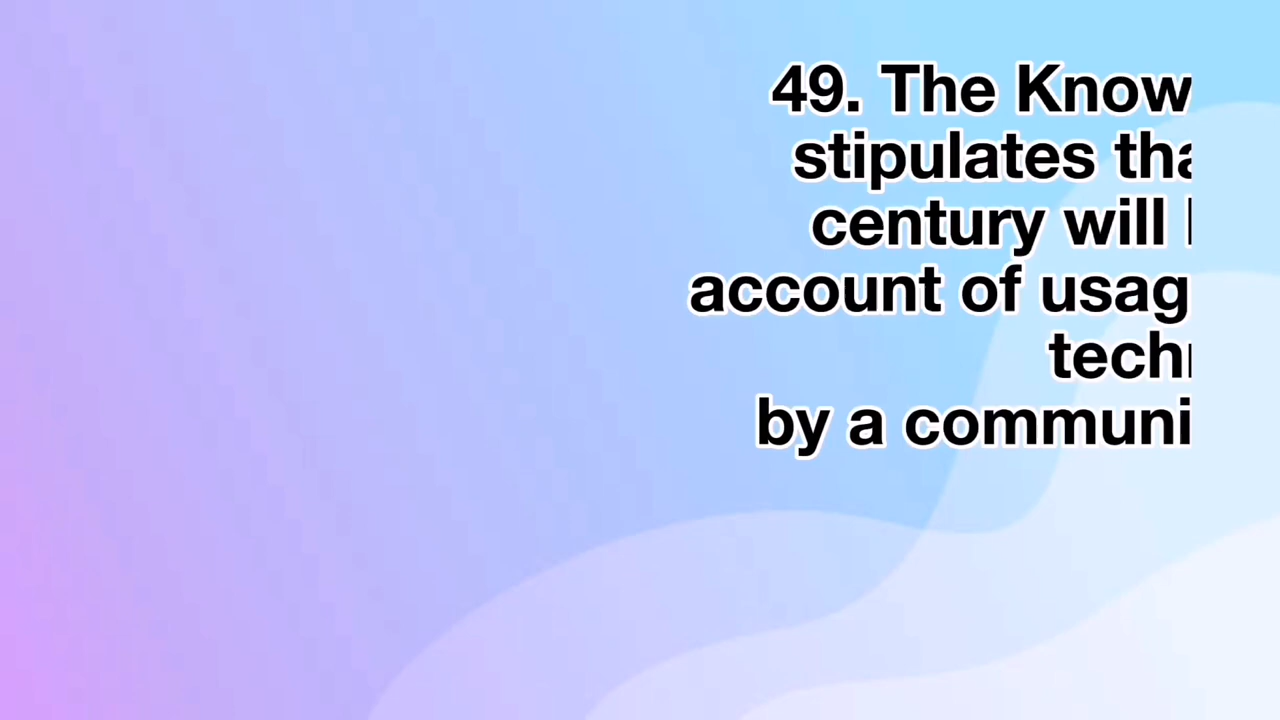 49. The Know
stipulates tha
century will
account of usag
tech
by a communi